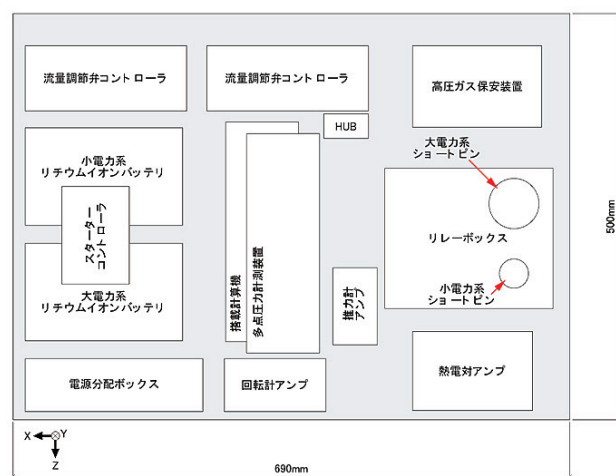 流量調節弁コントローラ
流量調節弁コントローラ
高圧ガス保安装置
HUB
大電力系
ショートピン
小電力系
リチウムイオンバッテリ
スターター
コントローラ
大電力系
リチウムイオンバッテリ
搭載計算機
多点圧力計測装置
推力計
アンプ
リレーボックス
小電力系
ショートピン
電源分配ボックス
回転計アンプ
熱電対アンプ
500mm
X
Y
Z
690mm